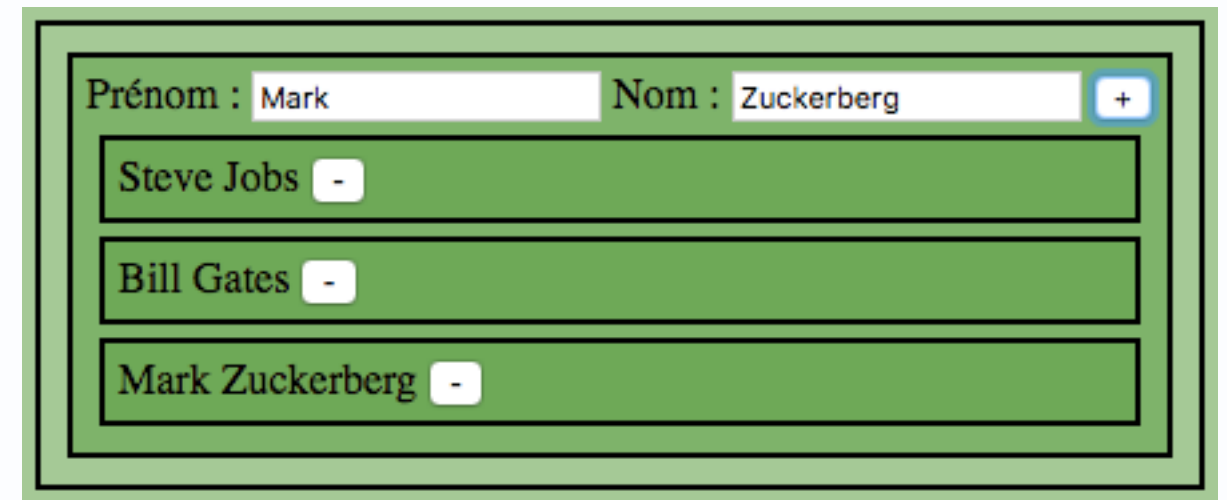 Prénom : Mark Nom : Zuckerberg +
Steve Jobs -
Bill Gates -
Mark Zuckerberg -